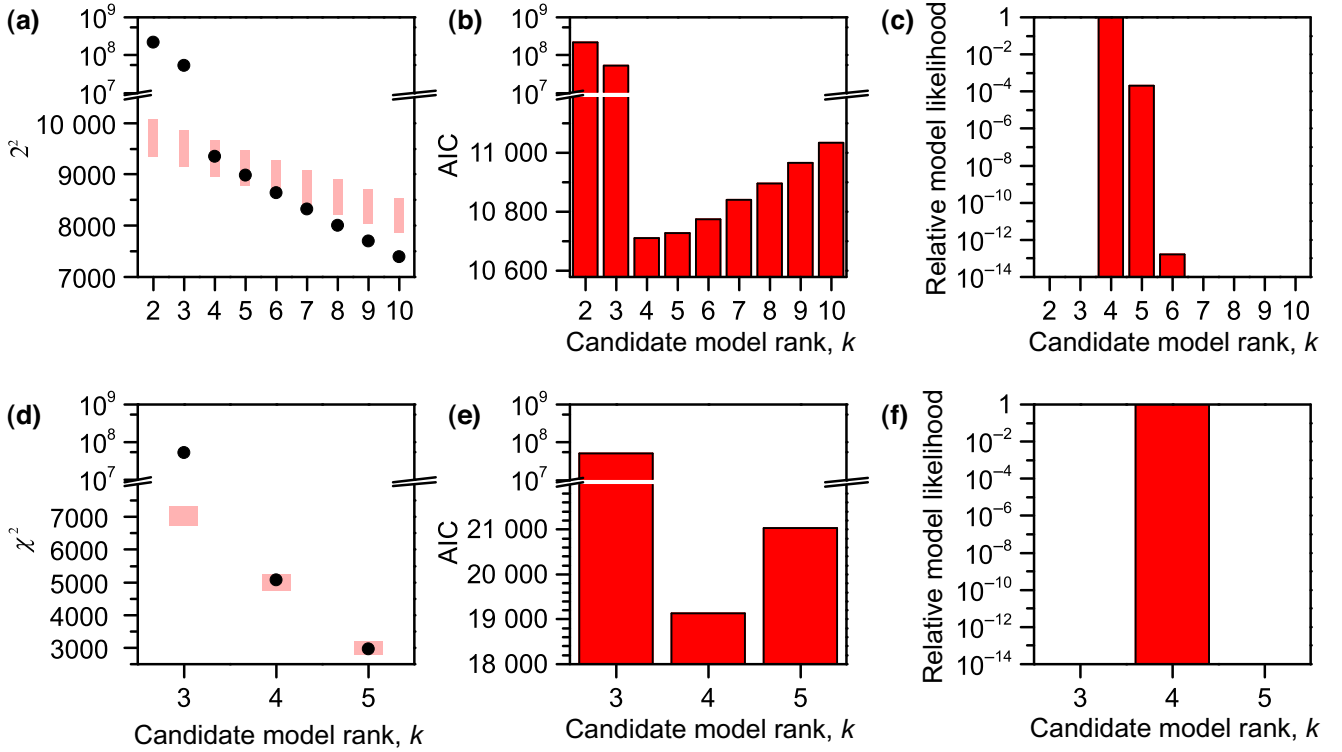 (a)
10⁹
10⁸
10⁷
10 000
9000
8000
7000
2²
2 3 4 5 6 7 8 9 10
(b)
10⁹
10⁸
10⁷
11 000
10 800
10 600
AIC
2 3 4 5 6 7 8 9 10
Candidate model rank, k
(c)
1
10⁻²
10⁻⁴
10⁻⁶
10⁻⁸
10⁻¹⁰
10⁻¹²
10⁻¹⁴
Relative model likelihood
2 3 4 5 6 7 8 9 10
Candidate model rank, k
(d)
10⁹
10⁸
10⁷
7000
6000
5000
4000
3000
χ²
3 4 5
Candidate model rank, k
(e)
10⁹
10⁸
10⁷
21 000
20 000
19 000
18 000
AIC
3 4 5
Candidate model rank, k
(f)
1
10⁻²
10⁻⁴
10⁻⁶
10⁻⁸
10⁻¹⁰
10⁻¹²
10⁻¹⁴
Relative model likelihood
3 4 5
Candidate model rank, k